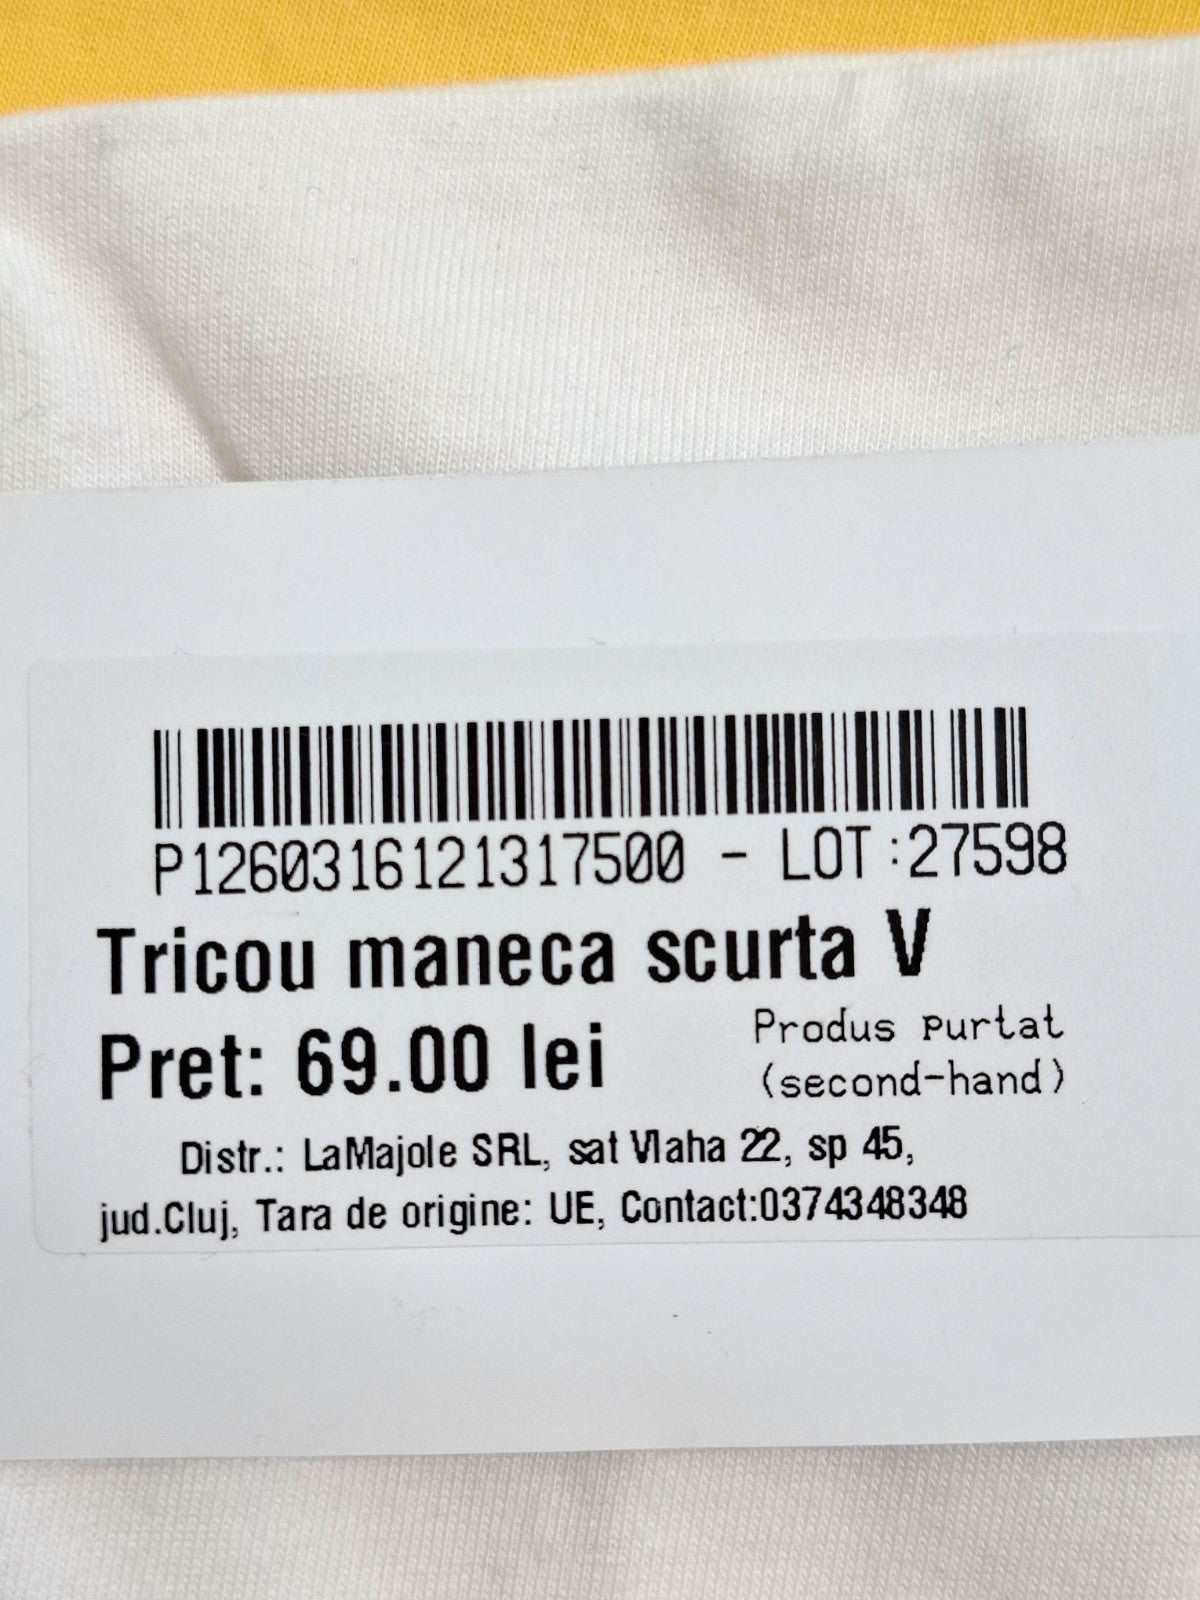 P1260316121317500 - LOT:27598
Tricou maneca scurta V
Pret: 69.00 lei
Produs purtat
(second-hand)
Distr.: LaMajole SRL, sat Vlaha 22, sp 45,
jud.Cluj, Tara de origine: UE, Contact:0374348348